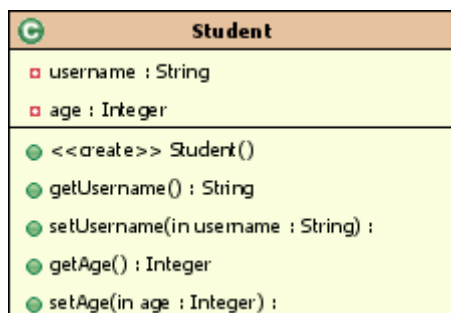 C Student
username : String
age : Integer
<<create>> Student()
getUsername() : String
setUsername(in username : String) :
getAge() : Integer
setAge(in age : Integer) :